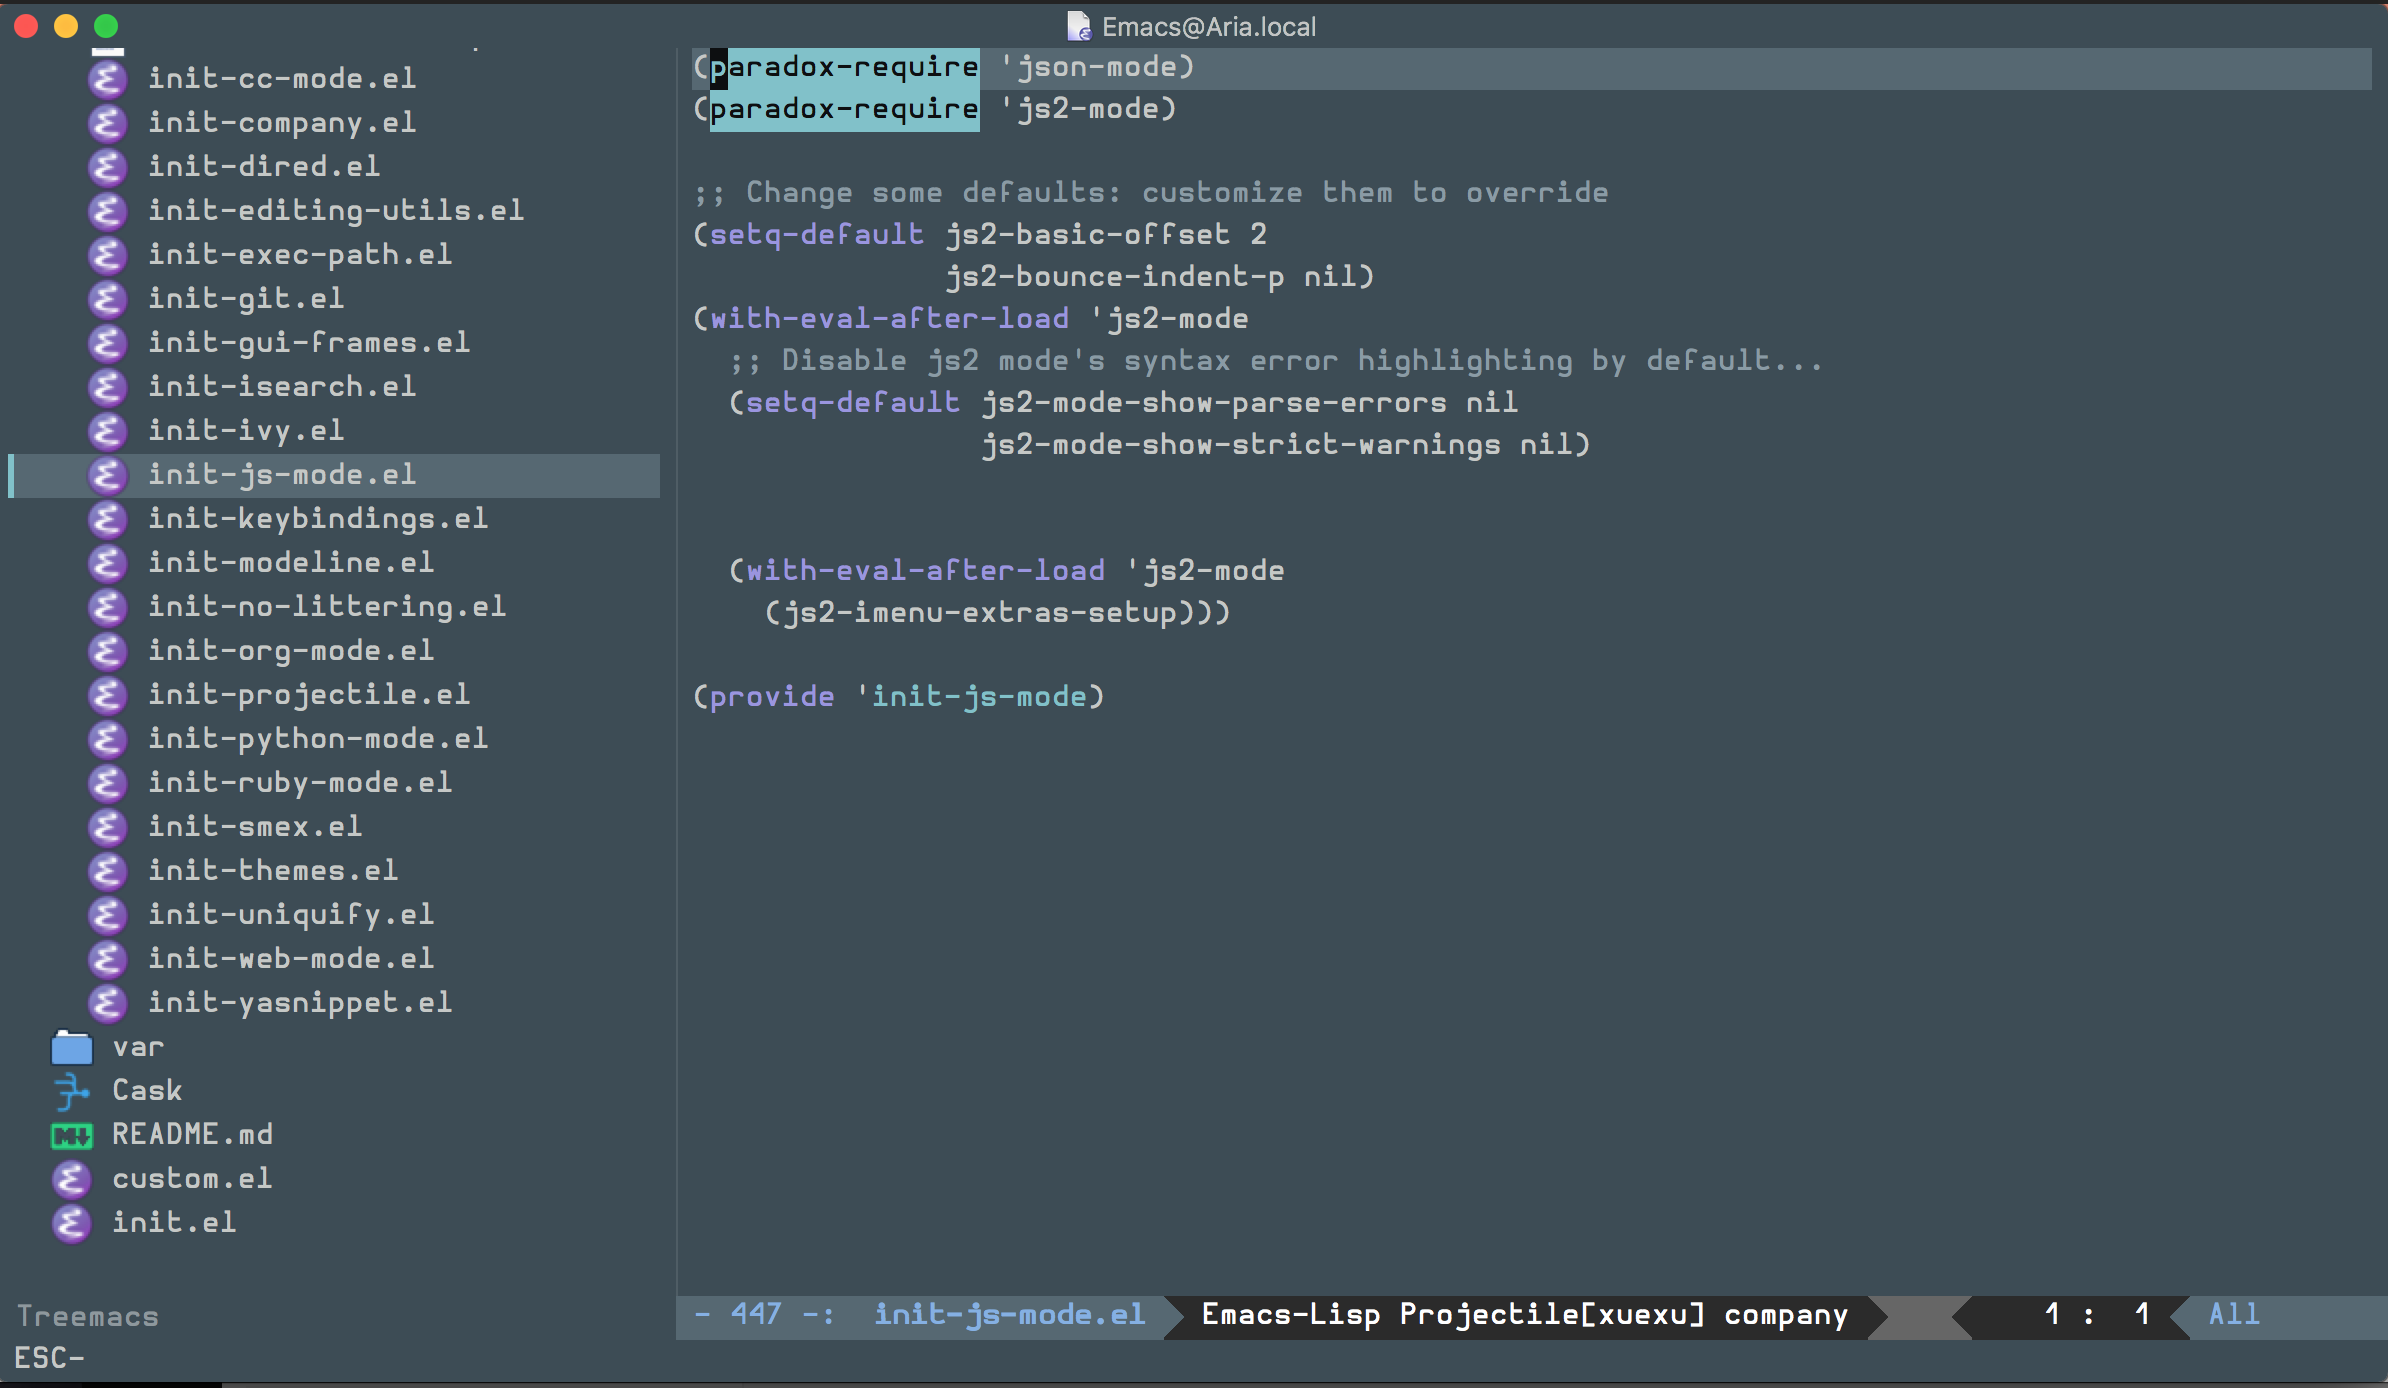 Emacs@Aria.local
init-cc-mode.el
init-company.el
init-dired.el
init-editing-utils.el
init-exec-path.el
init-git.el
init-gui-frames.el
init-isearch.el
init-ivy.el
init-js-mode.el
init-keybindings.el
init-modeline.el
init-no-littering.el
init-org-mode.el
init-projectile.el
init-python-mode.el
init-ruby-mode.el
init-smex.el
init-themes.el
init-uniquify.el
init-web-mode.el
init-yasnippet.el
var
Cask
README.md
custom.el
init.el
Treemacs
(paradox-require 'json-mode)
(paradox-require 'js2-mode)
;; Change some defaults: customize them to override
(setq-default js2-basic-offset 2
js2-bounce-indent-p nil)
(with-eval-after-load 'js2-mode
;; Disable js2 mode's syntax error highlighting by default...
(setq-default js2-mode-show-parse-errors nil
js2-mode-show-strict-warnings nil)
(with-eval-after-load 'js2-mode
(js2-imenu-extras-setup)))
(provide 'init-js-mode)
- 447 -: init-js-mode.el Emacs-Lisp Projectile[xuexu] company 1 : 1 All
ESC-